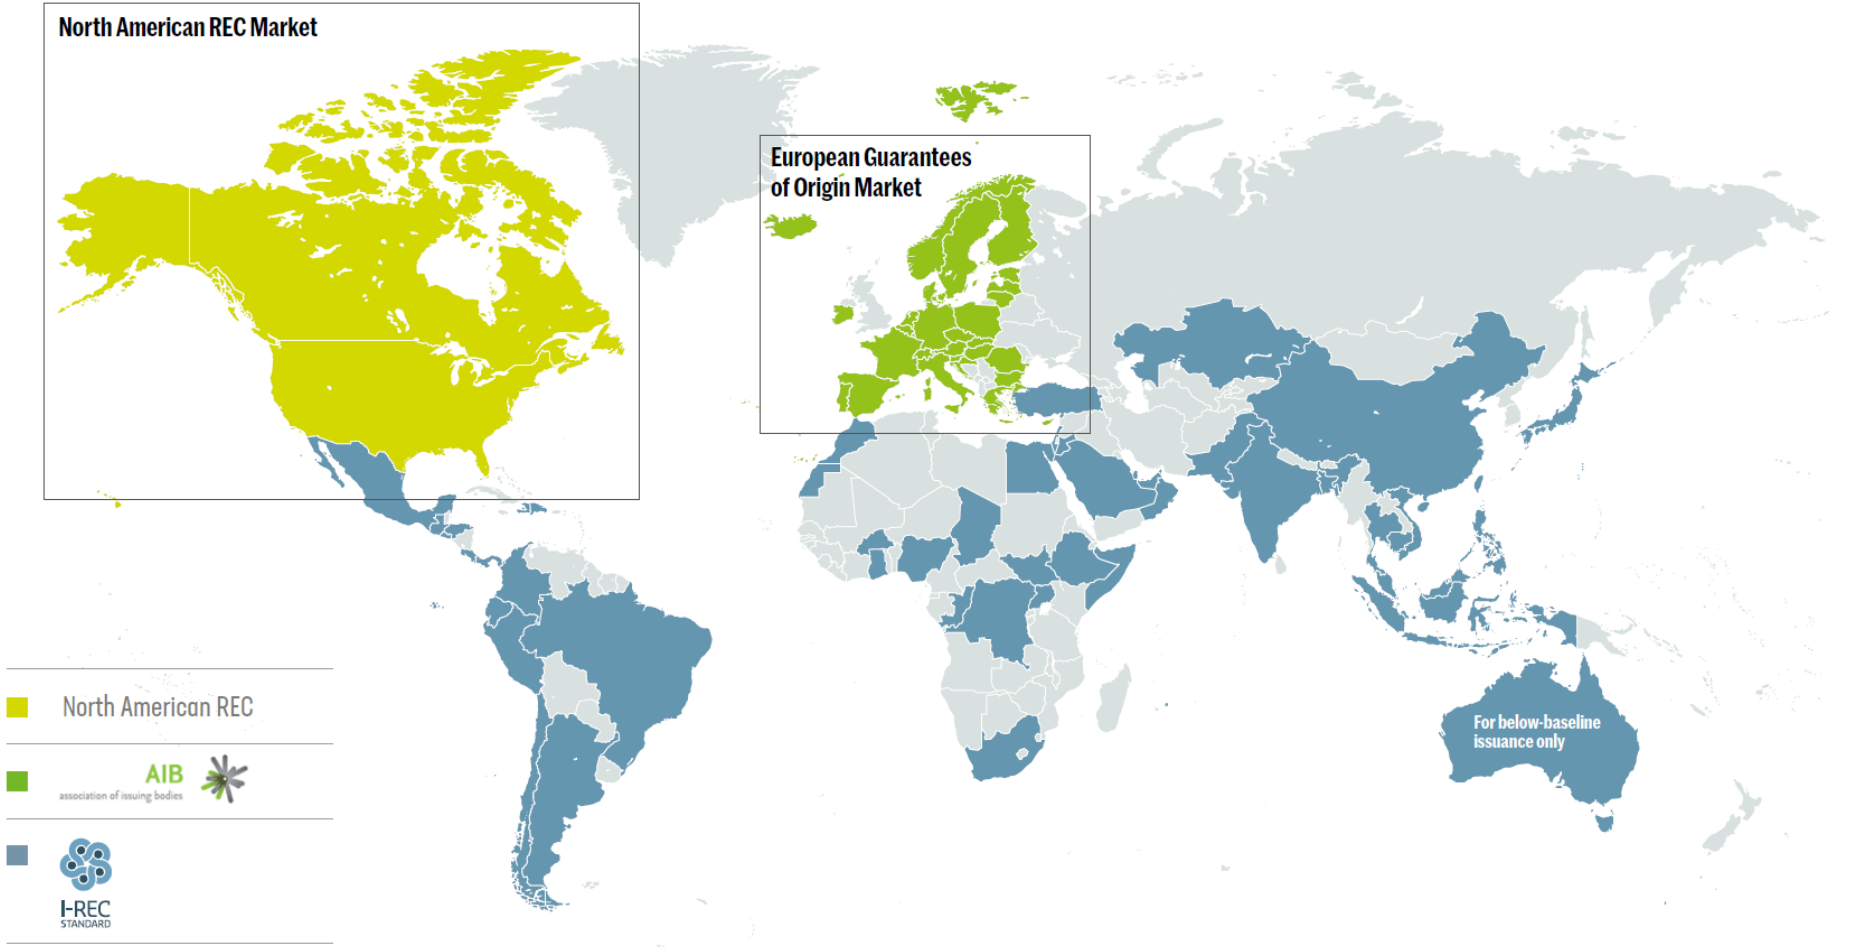 North American REC Market
European Guarantees
of Origin Market
For below-baseline
issuance only
North American REC
AIB
association of issuing bodies
I-REC
STANDARD